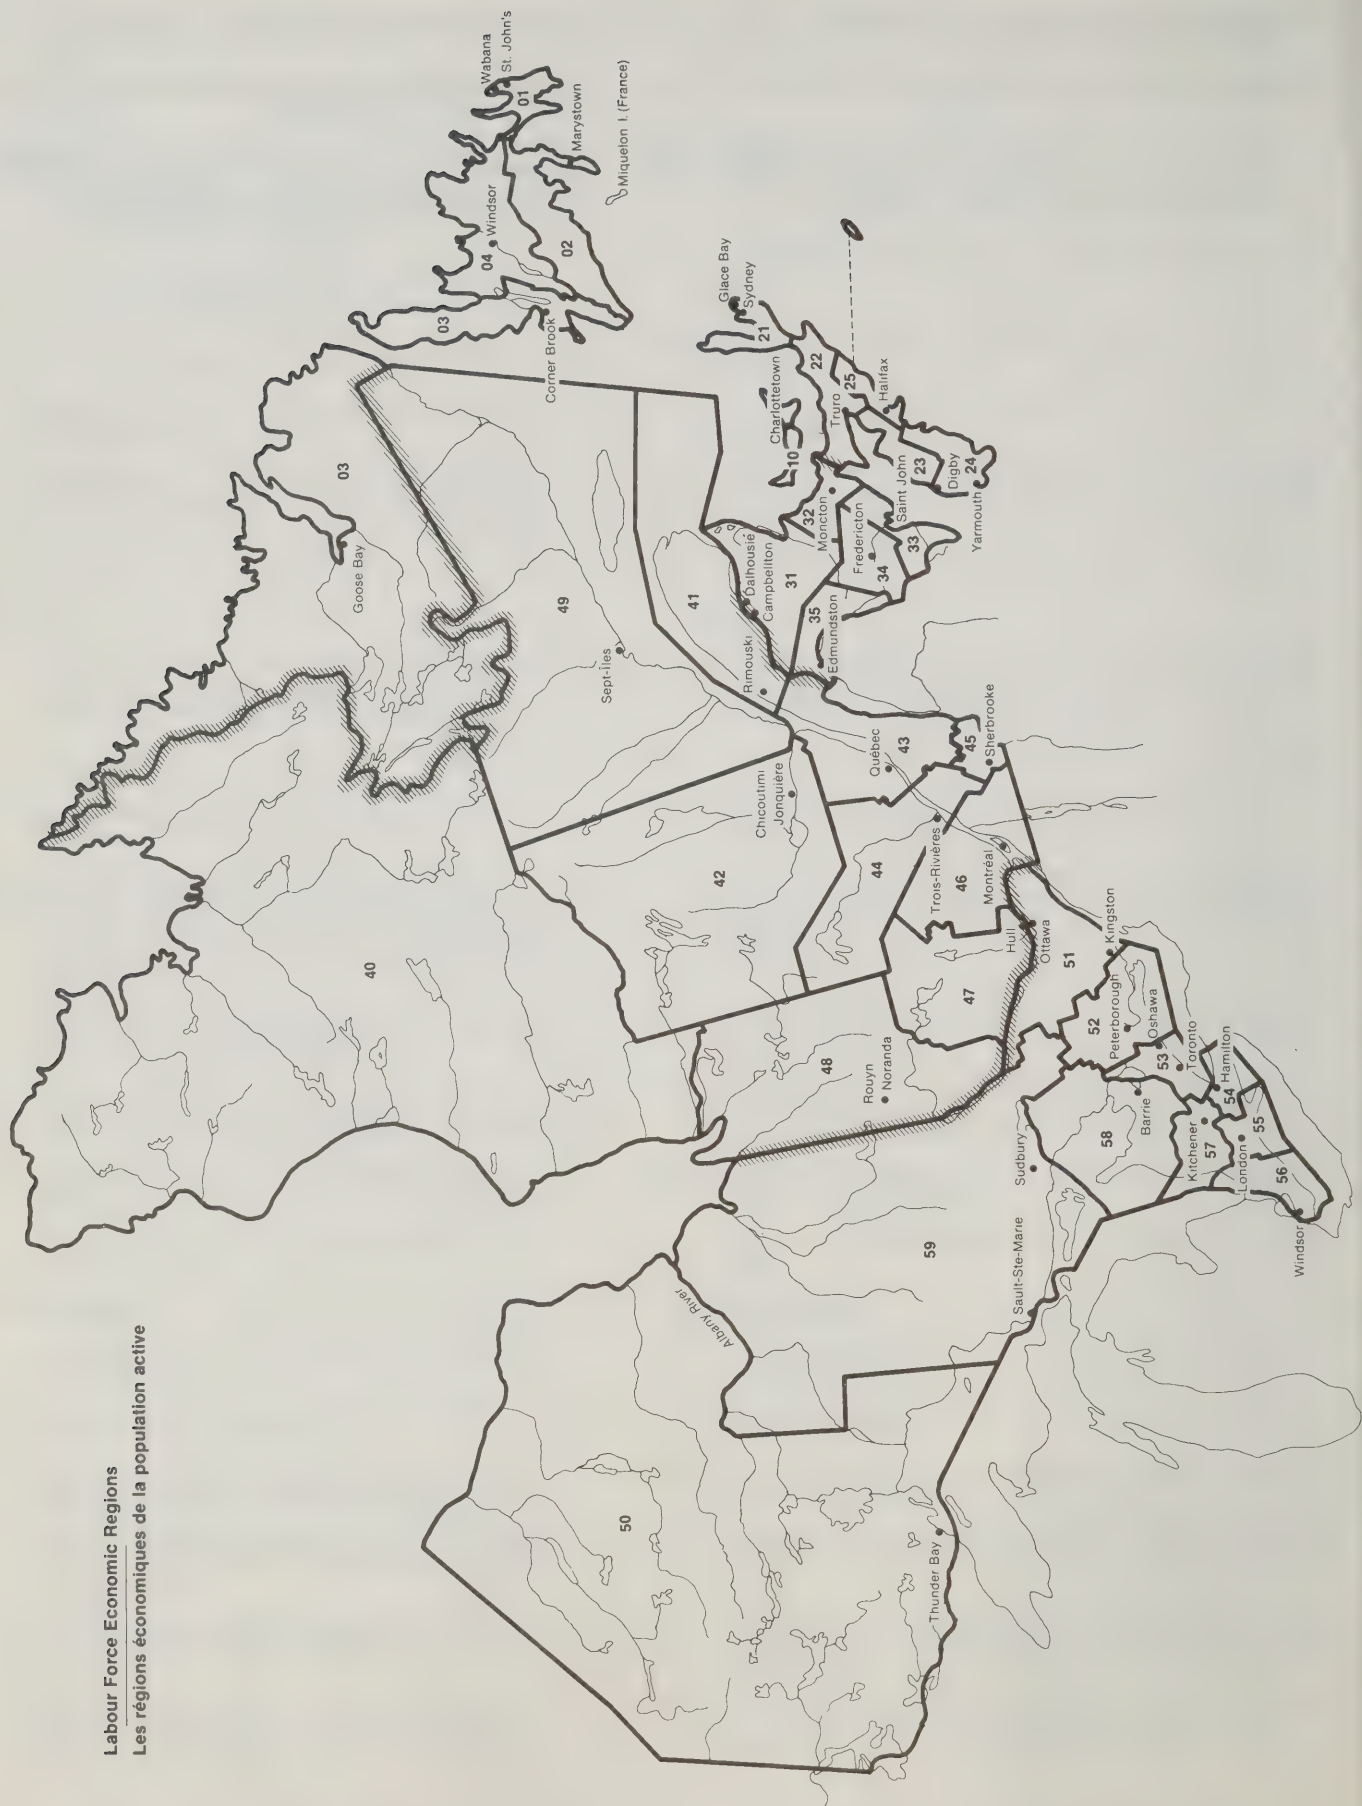 Labour Force Economic Regions
Les régions économiques de la population active
Wabana
St. John's
01
Marystown
Miquelon I. (France)
Windsor
04
02
03
Corner Brook
03
Goose Bay
40
49
Sept-Îles
41
42
Chicoutimi
Jonquière
Rimouski
Dalhousie
Campbellton
31
35
Edmundston
32
Moncton
Fredericton
34
33
Saint John
10
Charlottetown
Glace Bay
Sydney
21
22
25
Truro
Halifax
23
Digby
24
Yarmouth
Québec
43
45
Sherbrooke
44
Trois-Rivières
46
Montréal
Hull
Ottawa
47
48
Rouyn
Noranda
51
Kingston
52
Peterborough
Oshawa
53
Toronto
Hamilton
54
Barrie
58
Kitchener
57
London
55
56
Windsor
Sudbury
59
Sault-Ste-Marie
Albany River
50
Thunder Bay